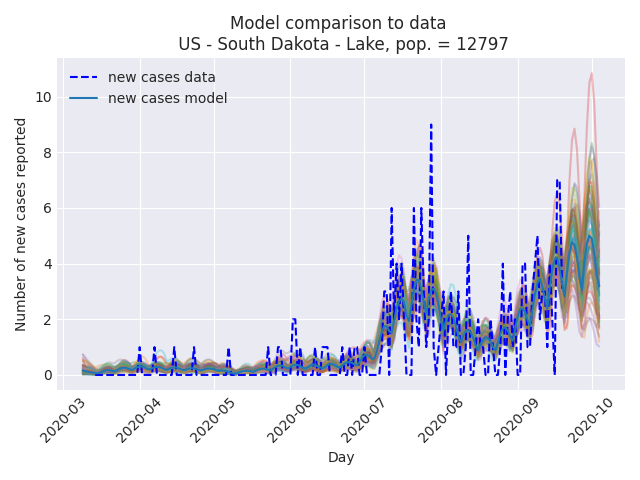 Model comparison to data
US - South Dakota - Lake, pop. = 12797
new cases data
new cases model
Number of new cases reported
10
8
6
4
2
0
2020-03
2020-04
2020-05
2020-06
2020-07
2020-08
2020-09
2020-10
Day